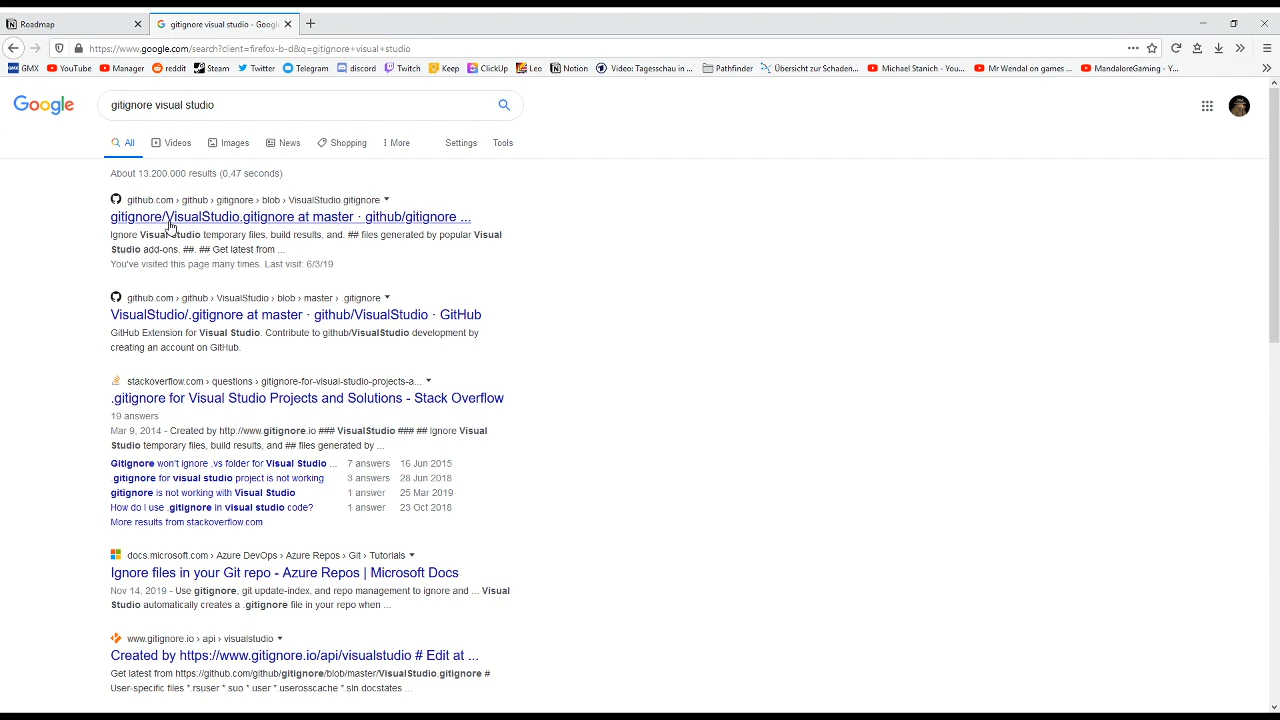 Roadmap
gitignore visual studio - Googl
https://www.google.com/search?client=firefox-b-d&q=gitignore+visual+studio
GMX YouTube Manager reddit Steam Twitter Telegram discord Twitch Keep ClickUp Notion Video: Tagesschau in ... Pathfinder Übersicht zur Schaden... Michael Stanich - You... Mr Wendal on games ... MandaloreGaming - Y...
Google
gitignore visual studio
All Videos Images News Shopping More Settings Tools
About 13.200.000 results (0,47 seconds)
github.com › github › gitignore › blob › VisualStudio.gitignore
gitignore/VisualStudio.gitignore at master · github/gitignore ...
Ignore Visual Studio temporary files, build results, and. ## files generated by popular Visual
Studio add-ons. ##. ## Get latest from ...
You've visited this page many times. Last visit: 6/3/19
github.com › github › VisualStudio › blob › master › .gitignore
VisualStudio/.gitignore at master · github/VisualStudio · GitHub
GitHub Extension for Visual Studio. Contribute to github/VisualStudio development by
creating an account on GitHub.
stackoverflow.com › questions › gitignore-for-visual-studio-projects-a...
.gitignore for Visual Studio Projects and Solutions - Stack Overflow
19 answers
Mar 9, 2014 - Created by http://www.gitignore.io ### VisualStudio ### ## Ignore Visual
Studio temporary files, build results, and ## files generated by ...
Gitignore won't ignore .vs folder for Visual Studio ... 7 answers 16 Jun 2015
.gitignore for visual studio project is not working 3 answers 28 Jun 2018
gitignore is not working with Visual Studio 1 answer 25 Mar 2019
How do I use .gitignore in visual studio code? 1 answer 23 Oct 2018
More results from stackoverflow.com
docs.microsoft.com › Azure DevOps › Azure Repos › Git › Tutorials
Ignore files in your Git repo - Azure Repos | Microsoft Docs
Nov 14, 2019 - Use gitignore, git update-index, and repo management to ignore and ... Visual
Studio automatically creates a .gitignore file in your repo when ...
www.gitignore.io › api › visualstudio
Created by https://www.gitignore.io/api/visualstudio # Edit at ...
Get latest from https://github.com/github/gitignore/blob/master/VisualStudio.gitignore #
User-specific files *.rsuser *.suo *.user *.userosscache *.sln.docstates ...